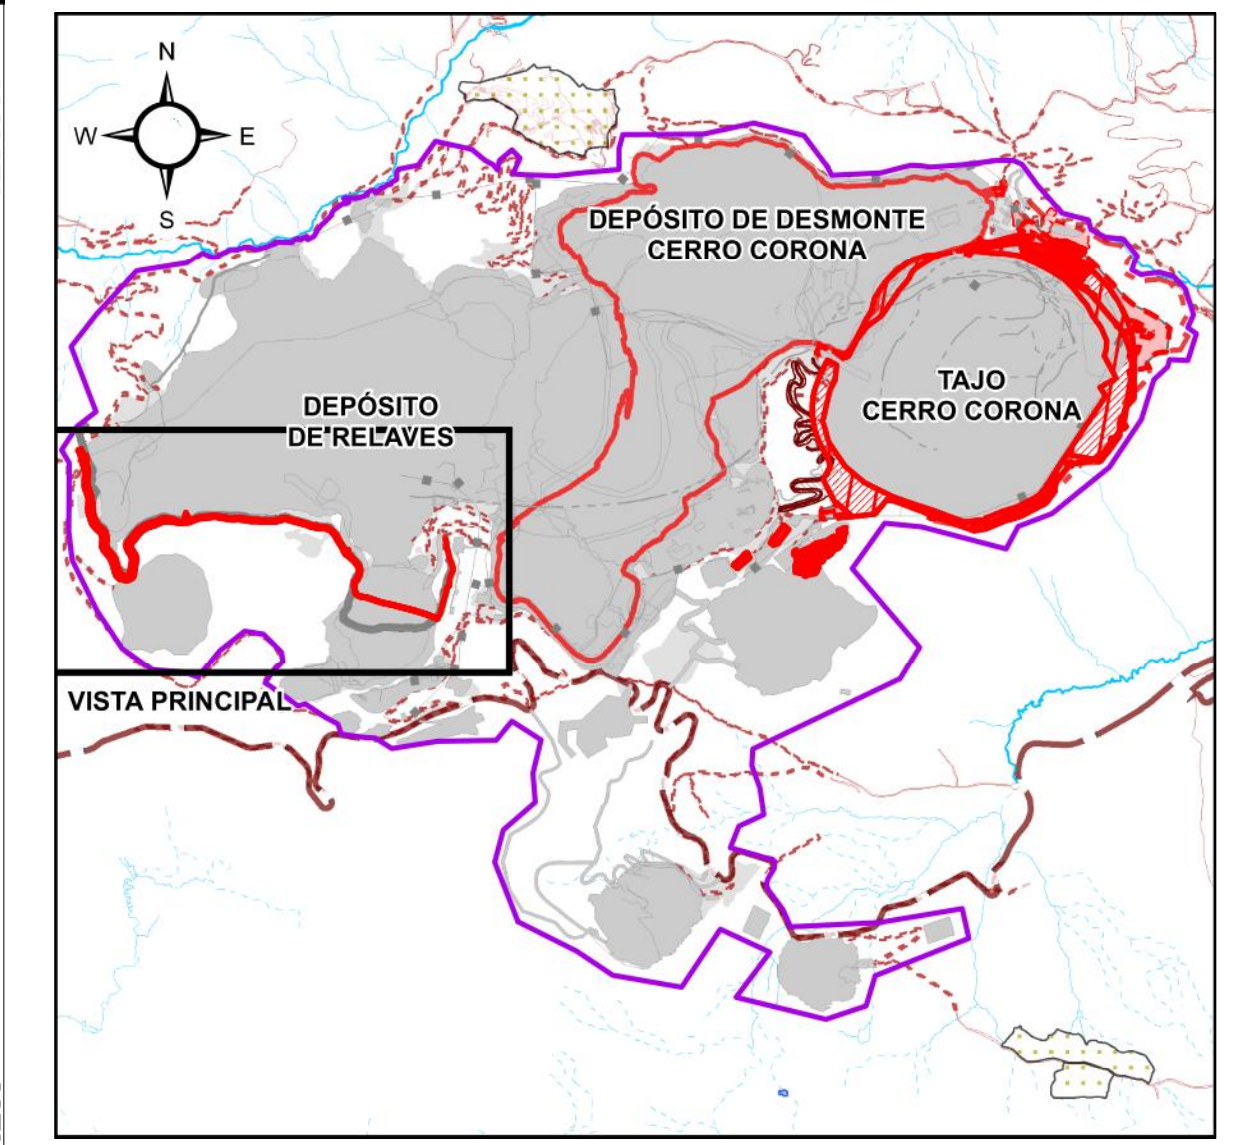 N
W E
S
DEPÓSITO DE DESMONTE
CERRO CORONA
TAJO
CERRO CORONA
DEPÓSITO
DE RELAVES
VISTA PRINCIPAL